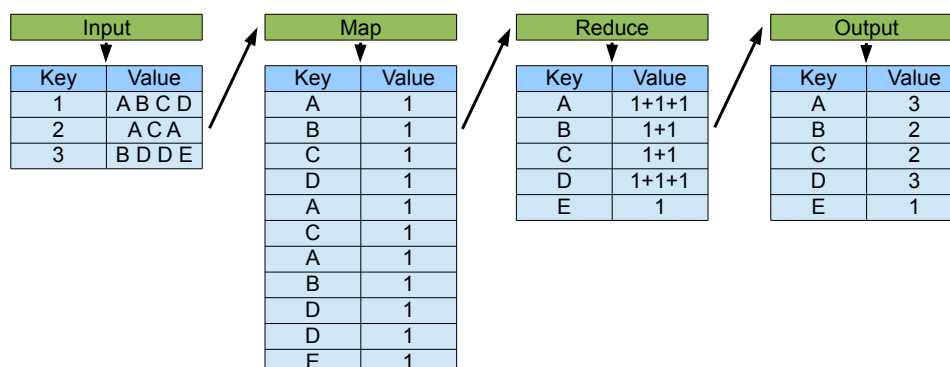 Input
Key Value
1 A B C D
2 A C A
3 B D D E
Map
Key Value
A 1
B 1
C 1
D 1
A 1
C 1
A 1
B 1
D 1
D 1
E 1
Reduce
Key Value
A 1+1+1
B 1+1
C 1+1
D 1+1+1
E 1
Output
Key Value
A 3
B 2
C 2
D 3
E 1